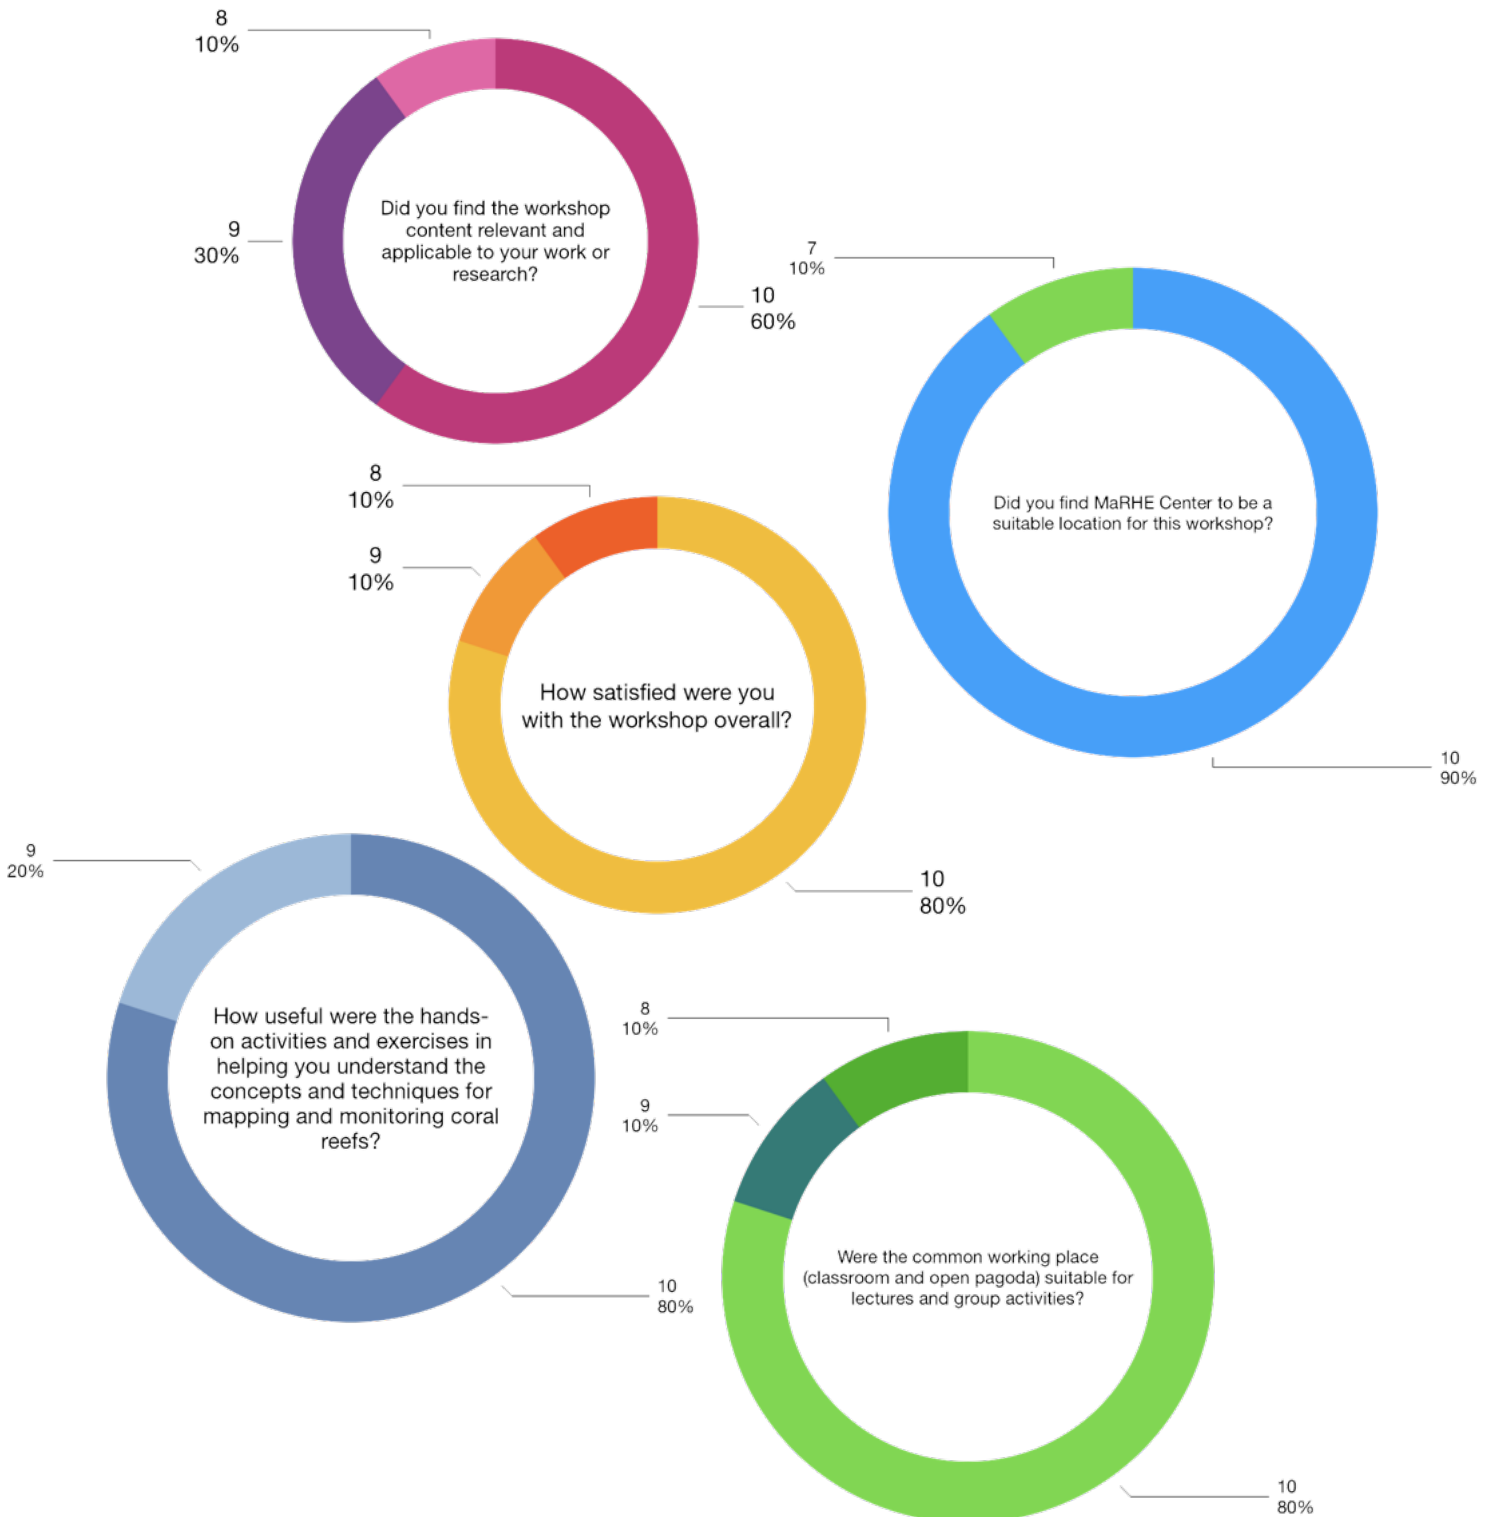 8
10%
9
30%
Did you find the workshop
content relevant and
applicable to your work or
research?
10
60%
7
10%
Did you find MaRHE Center to be a
suitable location for this workshop?
10
90%
8
10%
9
10%
How satisfied were you
with the workshop overall?
10
80%
9
20%
How useful were the hands-
on activities and exercises in
helping you understand the
concepts and techniques for
mapping and monitoring coral
reefs?
10
80%
8
10%
9
10%
Were the common working place
(classroom and open pagoda) suitable for
lectures and group activities?
10
80%